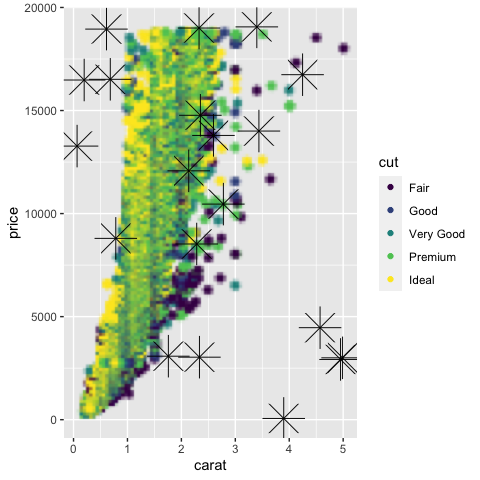 20000
15000
10000
5000
0
price
0
1
2
3
4
5
carat
cut
Fair
Good
Very Good
Premium
Ideal